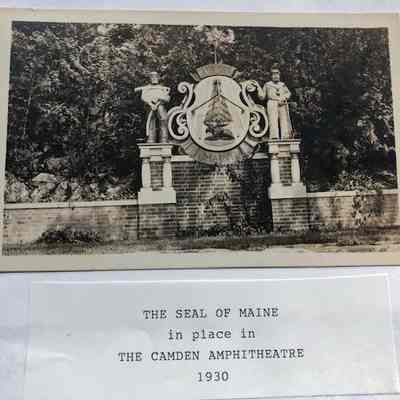 THE SEAL OF MAINE
in place in
THE CAMDEN AMPHITHEATRE
1930